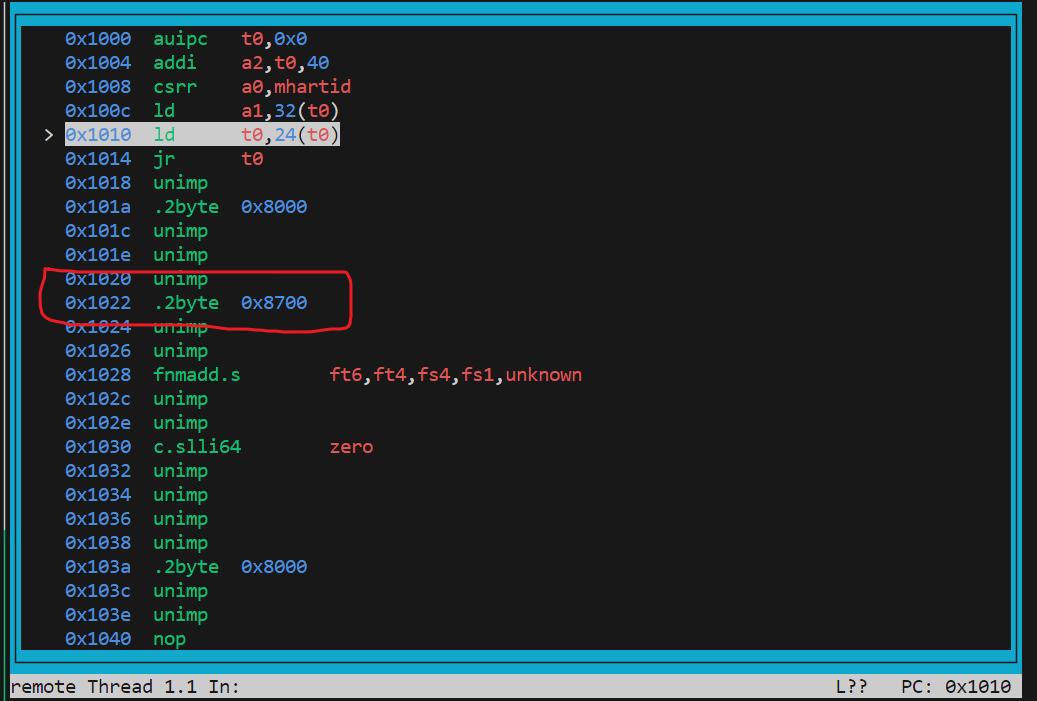 0x1000 auipc t0,0x0
0x1004 addi a2,t0,40
0x1008 csrr a0,mhartid
0x100c ld a1,32(t0)
> 0x1010 ld t0,24(t0)
0x1014 jr t0
0x1018 unimp
0x101a .2byte 0x8000
0x101c unimp
0x101e unimp
0x1020 unimp
0x1022 .2byte 0x8700
0x1024 unimp
0x1026 unimp
0x1028 fnmadd.s ft6,ft4,fs4,fs1,unknown
0x102c unimp
0x102e unimp
0x1030 c.slli64 zero
0x1032 unimp
0x1034 unimp
0x1036 unimp
0x1038 unimp
0x103a .2byte 0x8000
0x103c unimp
0x103e unimp
0x1040 nop
remote Thread 1.1 In: L?? PC: 0x1010